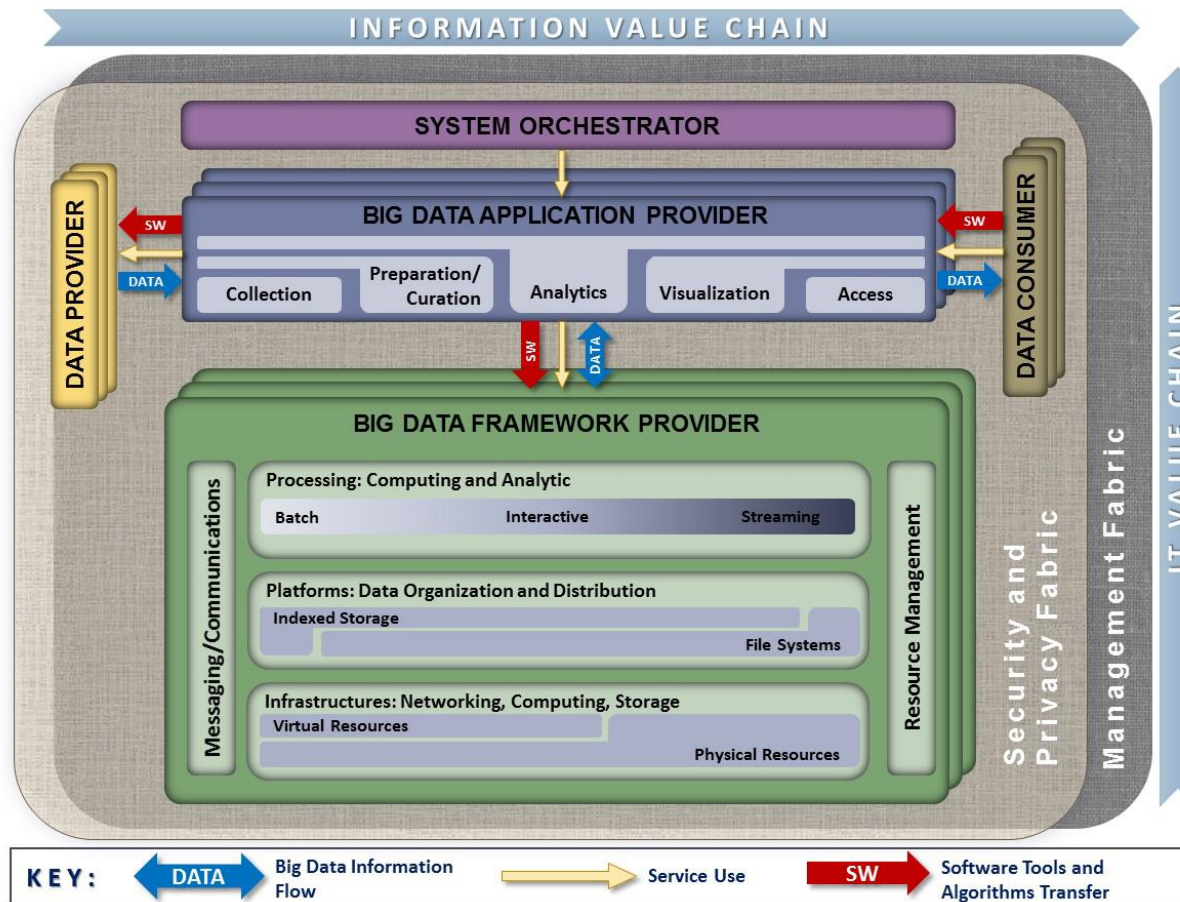 INFORMATION VALUE CHAIN
SYSTEM ORCHESTRATOR
DATA PROVIDER
SW
DATA
BIG DATA APPLICATION PROVIDER
Collection
Preparation/
Curation
Analytics
Visualization
Access
SW
DATA
DATA CONSUMER
SW
DATA
BIG DATA FRAMEWORK PROVIDER
Messaging/Communications
Processing: Computing and Analytic
Batch
Interactive
Streaming
Platforms: Data Organization and Distribution
Indexed Storage
File Systems
Infrastructures: Networking, Computing, Storage
Virtual Resources
Physical Resources
Resource Management
Security and
Privacy Fabric
Management Fabric
IT VALUE CHAIN
KEY:
DATA
Big Data Information
Flow
Service Use
SW
Software Tools and
Algorithms Transfer